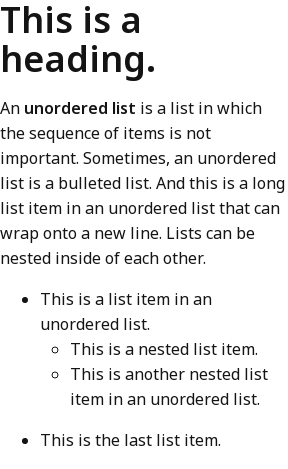 This is a
heading.
An unordered list is a list in which
the sequence of items is not
important. Sometimes, an unordered
list is a bulleted list. And this is a long
list item in an unordered list that can
wrap onto a new line. Lists can be
nested inside of each other.
• This is a list item in an
unordered list.
◦ This is a nested list item.
◦ This is another nested list
item in an unordered list.
• This is the last list item.